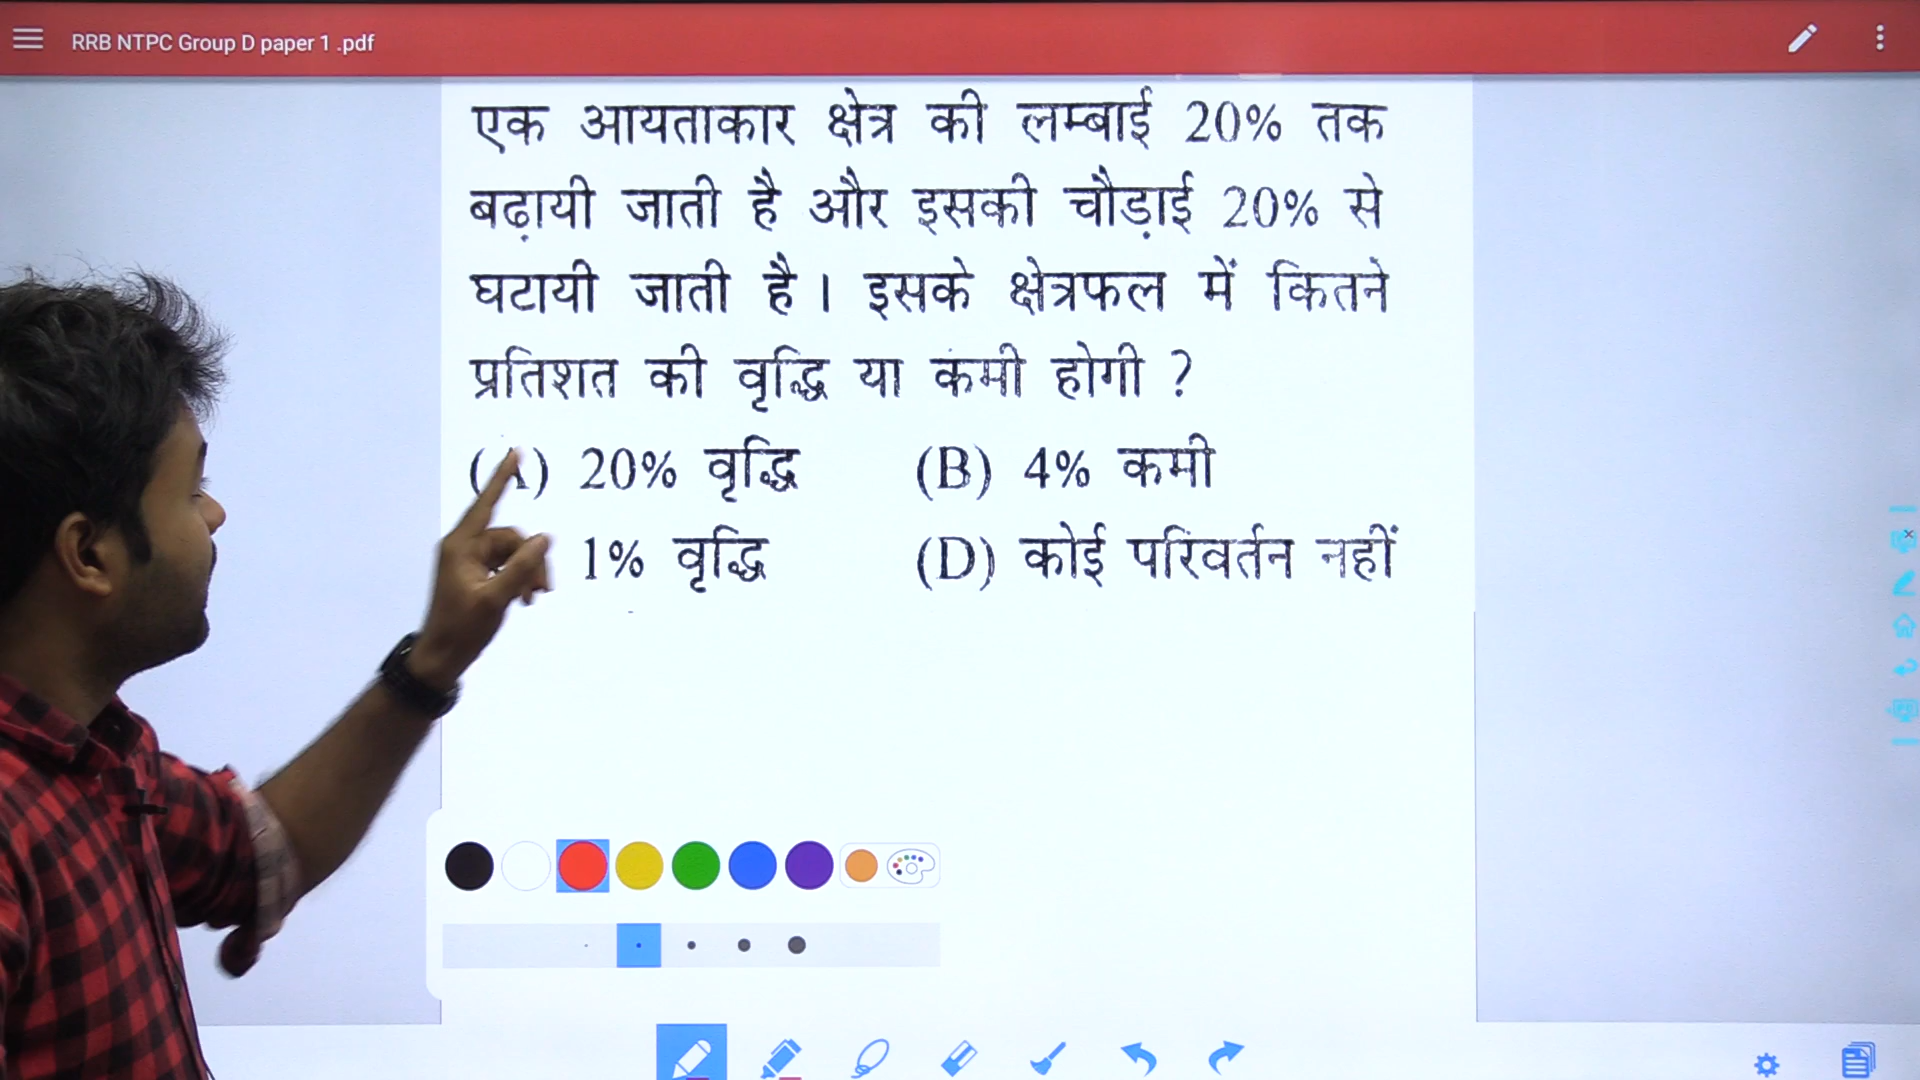 RRB NTPC Group D paper 1 .pdf
एक आयताकार क्षेत्र की लम्बाई 20% तक
बढ़ायी जाती है और इसकी चौड़ाई 20% से
घटायी जाती है। इसके क्षेत्रफल में कितने
प्रतिशत की वृद्धि या कमी होगी ?
(A) 20% वृद्धि (B) 4% कमी
1% वृद्धि (D) कोई परिवर्तन नहीं